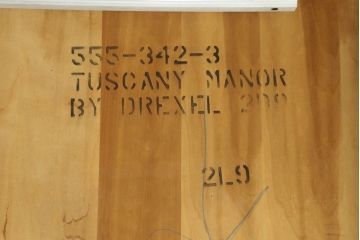 555-342-3
TUSCANY MANOR
BY DREXEL
2L9